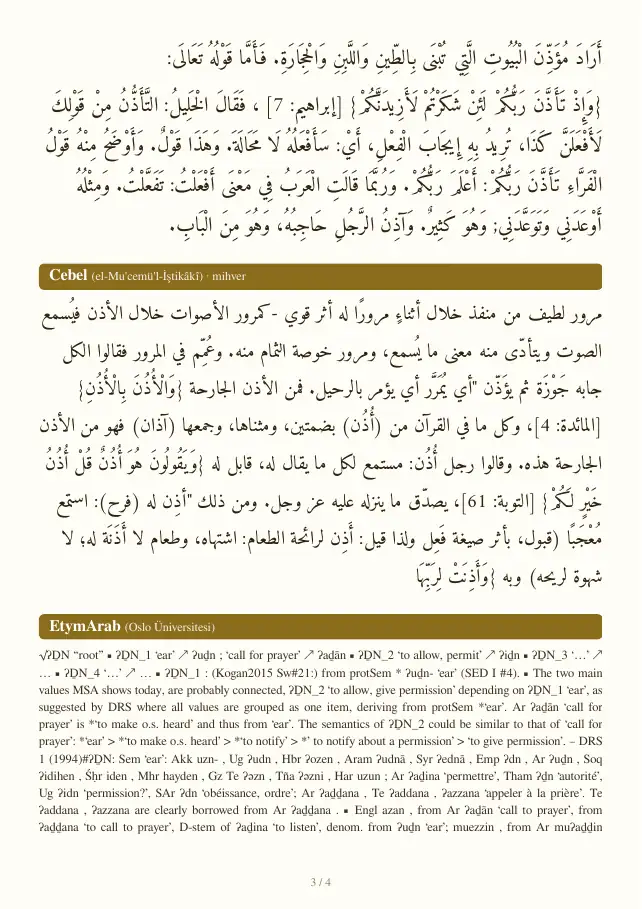 أَرَادَ مُؤَذِّنَ الْبُيُوتِ الَّتِي تُبْنَى بِالطِّينِ وَاللَّبِنِ وَالْحِجَارَةِ. فَأَمَّا قَوْلُهُ تَعَالَى:
{وَإِذْ تَأَذَّنَ رَبُّكُمْ لَئِنْ شَكَرْتُمْ لَأَزِيدَنَّكُمْ} [إبراهيم: 7] ، فَقَالَ الْخَلِيلُ: التَّأَذُّنُ مِنْ قَوْلِكَ
لَأَفْعَلَنَّ كَذَا، تُرِيدُ بِهِ إِيجَابَ الْفِعْلِ، أَيْ: سَأَفْعَلُهُ لَا مَحَالَةَ. وَهَذَا قَوْلٌ. وَأَوْضَحُ مِنْهُ قَوْلُ
الْفَرَّاءِ تَأَذَّنَ رَبُّكُمْ: أَعْلَمَ رَبُّكُمْ. وَرُبَّمَا قَالَتِ الْعَرَبُ فِي مَعْنَى أَفْعَلْتُ: تَفَعَّلْتُ. وَمِثْلُهُ
أَوْعَدَنِي وَتَوَعَّدَنِي; وَهُوَ كَثِيرٌ. وَآذِنُ الرَّجُلِ حَاجِبُهُ، وَهُوَ مِنَ الْبَابِ.
Cebel (el-Mu'cemü'l-İştikâkî) · mihver
مرور لطيف من منفذ خلال أثناءٍ مرورًا له أثر قوي -كمرور الأصوات خلال الأذن فيُسمع
الصوت ويتأدّى منه معنى ما يُسمع، ومرور خوصة الثمام منه. وعُمِّم في المرور فقالوا الكل
جابه جَوْزَة ثم يؤَذّن "أي يُمَرَّر أي يؤمر بالرحيل. فمن الأذن الجارحة {وَالْأُذُنَ بِالْأُذُنِ}
[المائدة: 4]، وكل ما في القرآن من (أُذُن) بضمتين، ومثناها، وجمعها (آذان) فهو من الأذن
الجارحة هذه. وقالوا رجل أُذُن: مستمع لكل ما يقال له، قابل له {وَيَقُولُونَ هُوَ أُذُنٌ قُلْ أُذُنُ
خَيْرٍ لَكُمْ} [التوبة: 61]، يصدّق ما ينزله عليه عز وجل. ومن ذلك "أذِن له (فرح): استمع
مُعْجَبًا (قبول، بأثر صيغة فَعِل ولذا قيل: أَذِن لرائحة الطعام: اشتهاه، وطعام لا أَذَنَة له؛ لا
شهوة لريحه) وبه {وَأَذِنَتْ لِرَبِّهَا
EtymArab (Oslo Üniversitesi)
√ʔḎN “root” ▪ ʔḎN_1 ‘ear’ ↗ ʔuḏn ; ‘call for prayer’ ↗ ʔaḏān ▪ ʔḎN_2 ‘to allow, permit’ ↗ ʔiḏn ▪ ʔḎN_3 ‘…’ ↗
… ▪ ʔḎN_4 ‘…’ ↗ … ▪ ʔḎN_1 : (Kogan2015 Sw#21:) from protSem * ʔuḏn- ‘ear’ (SED I #4). ▪ The two main
values MSA shows today, are probably connected, ʔḎN_2 ‘to allow, give permission’ depending on ʔḎN_1 ‘ear’, as
suggested by DRS where all values are grouped as one item, deriving from protSem *‘ear’. Ar ʔaḏān ‘call for
prayer’ is *‘to make o.s. heard’ and thus from ‘ear’. The semantics of ʔḎN_2 could be similar to that of ‘call for
prayer’: *‘ear’ > *‘to make o.s. heard’ > *‘to notify’ > *’ to notify about a permission’ > ‘to give permission’. – DRS
1 (1994)#ʔḎN: Sem ‘ear’: Akk uzn- , Ug ʔudn , Hbr ʔozen , Aram ʔudnā , Syr ʔednā , Emp ʔdn , Ar ʔuḏn , Soq
ʔidihen , Śḥr iden , Mhr hayden , Gz Te ʔəzn , Tña ʔəzni , Har uzun ; Ar ʔaḏina ‘permettre’, Tham ʔḏn ‘autorité’,
Ug ʔidn ‘permission?’, SAr ʔḏn ‘obéissance, ordre’; Ar ʔaḏḏana , Te ʔaddana , ʔazzana ‘appeler à la prière’. Te
ʔaddana , ʔazzana are clearly borrowed from Ar ʔaḏḏana . ▪ Engl azan , from Ar ʔaḏān ‘call to prayer’, from
ʔaḏḏana ‘to call to prayer’, D-stem of ʔaḏina ‘to listen’, denom. from ʔuḏn ‘ear’; muezzin , from Ar muʔaḏḏin
3 / 4